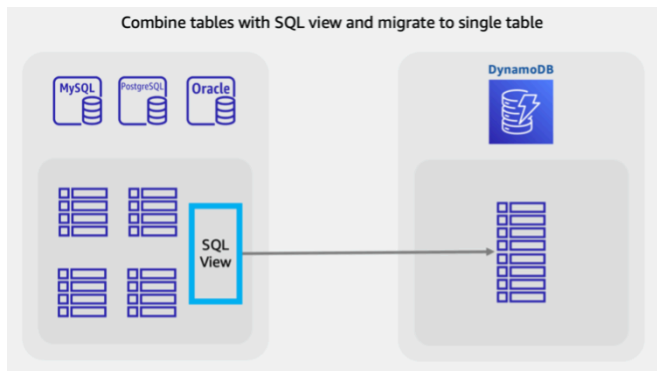 Combine tables with SQL view and migrate to single table
MySQL
PostgreSQL
Oracle
DynamoDB
SQL
View